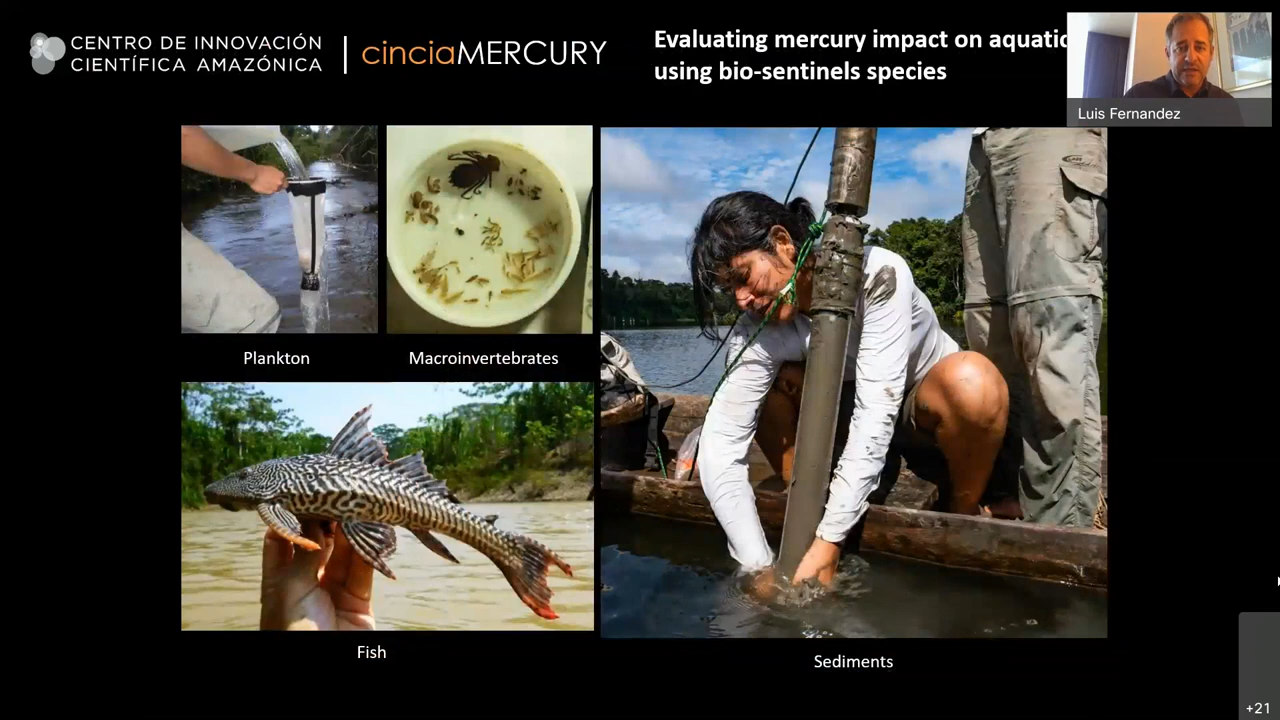 CENTRO DE INNOVACIÓN
CIENTÍFICA AMAZÓNICA
cinciaMERCURY
Evaluating mercury impact on aquatic
using bio-sentinels species
Luis Fernandez
Plankton
Macroinvertebrates
Fish
Sediments
+21